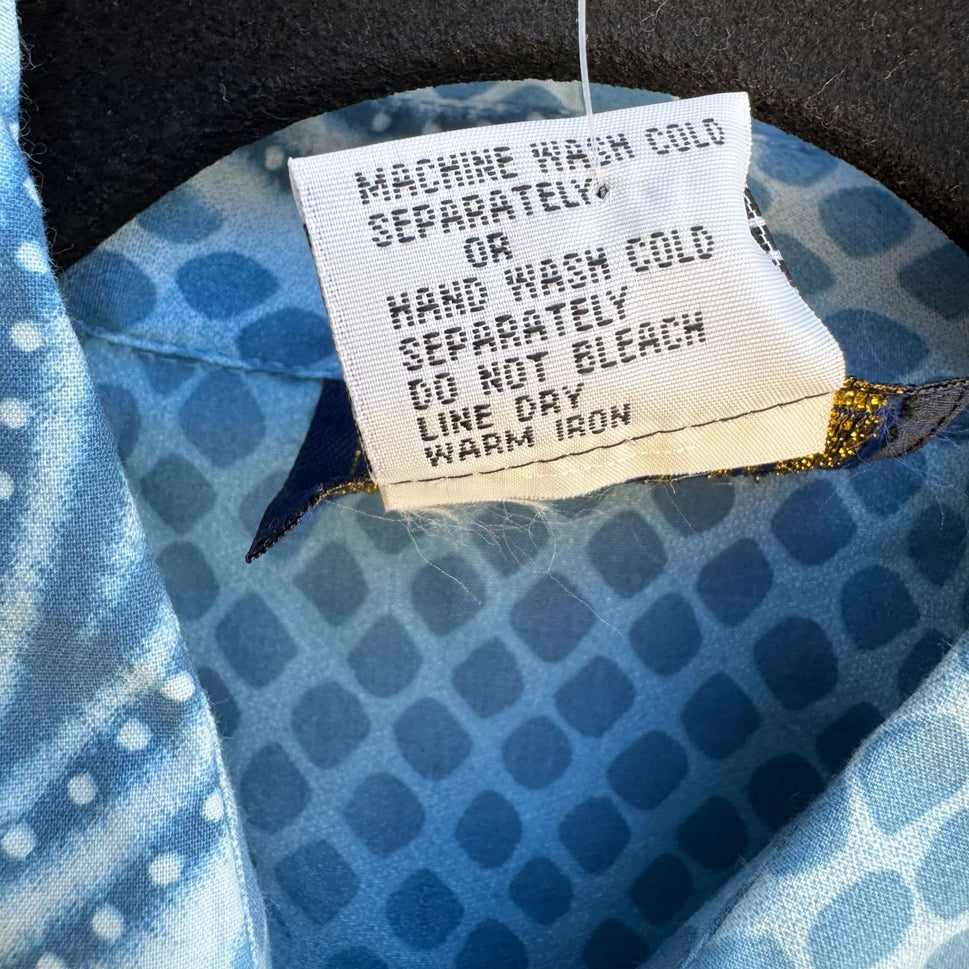 MACHINE WASH COLD
SEPARATELY
OR
HAND WASH COLD
SEPARATELY
DO NOT BLEACH
LINE DRY
WARM IRON